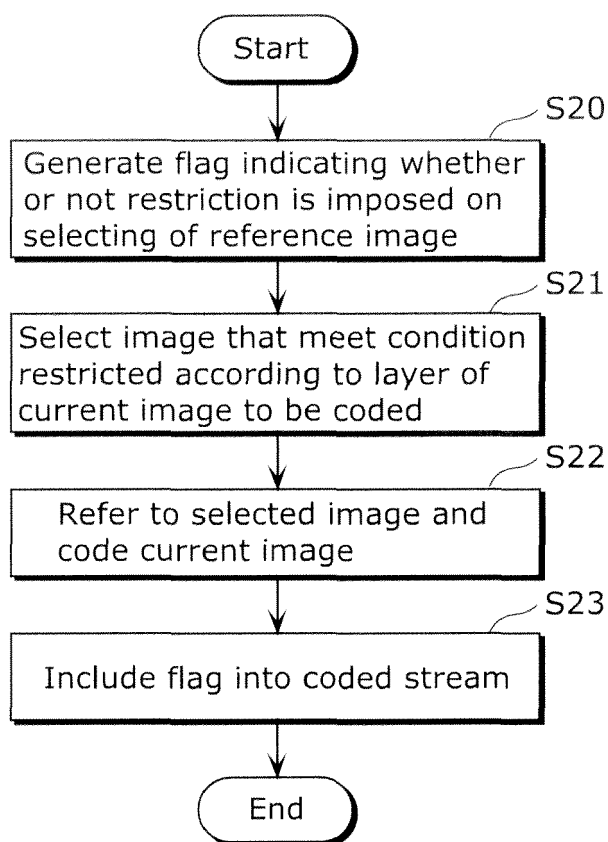 Start
S20
Generate flag indicating whether
or not restriction is imposed on
selecting of reference image
S21
Select image that meet condition
restricted according to layer of
current image to be coded
S22
Refer to selected image and
code current image
S23
Include flag into coded stream
End